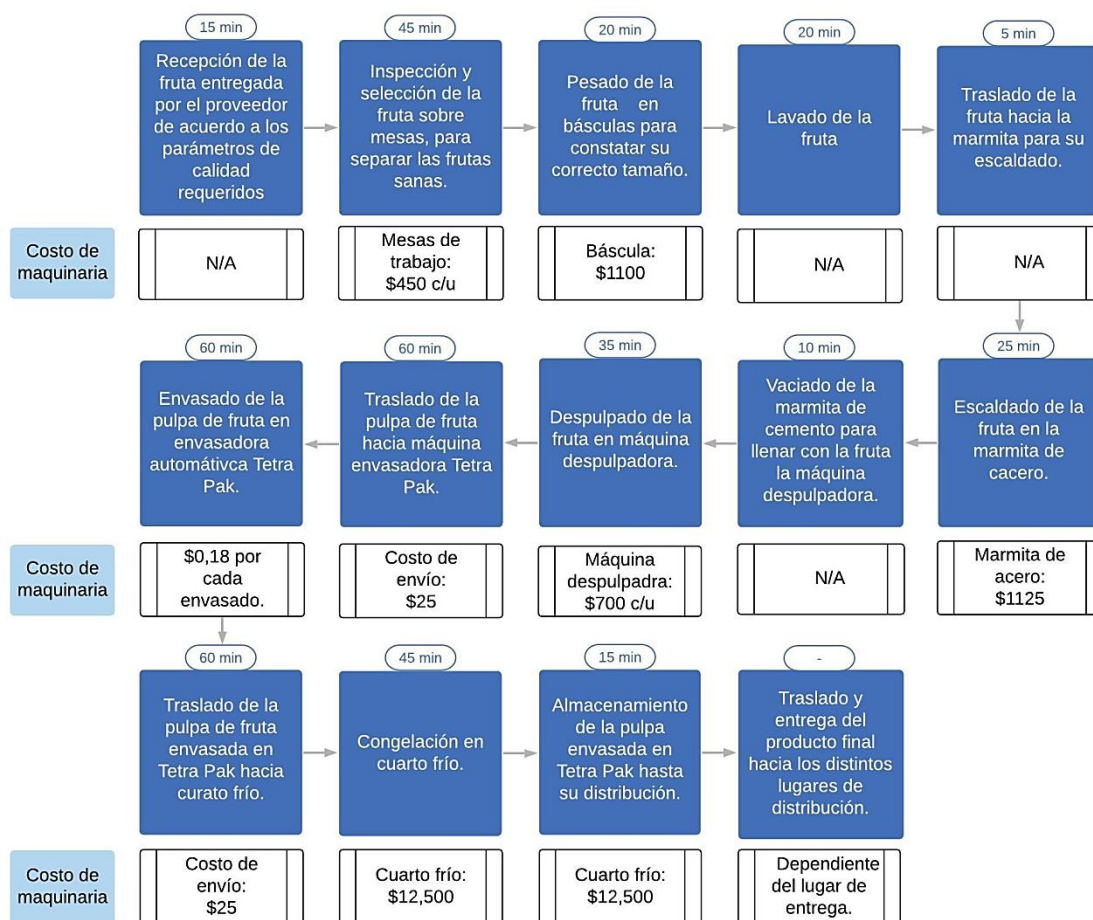 15 min
Recepción de la
fruta entregada
por el proveedor
de acuerdo a los
parámetros de
calidad
requeridos
45 min
Inspección y
selección de la
fruta sobre
mesas, para
separar las frutas
sanas.
20 min
Pesado de la
fruta en
básculas para
constatar su
correcto tamaño.
20 min
Lavado de la
fruta
5 min
Traslado de la
fruta hacia la
marmita para su
escaldado.
Costo de
maquinaria
N/A
Mesas de
trabajo:
$450 c/u
Báscula:
$1100
N/A
N/A
60 min
Envasado de la
pulpa de fruta en
envasadora
automátivca Tetra
Pak.
60 min
Traslado de la
pulpa de fruta
hacia máquina
envasadora Tetra
Pak.
35 min
Despulpado de la
fruta en máquina
despulpadora.
10 min
Vaciado de la
marmita de
cemento para
llenar con la fruta
la máquina
despulpadora.
25 min
Escaldado de la
fruta en la
marmita de
cacero.
Costo de
maquinaria
$0,18 por
cada
envasado.
Costo de
envío:
$25
Máquina
despulpadra:
$700 c/u
N/A
Marmita de
acero:
$1125
60 min
Traslado de la
pulpa de fruta
envasada en
Tetra Pak hacia
curato frío.
45 min
Congelación en
cuarto frío.
15 min
Almacenamiento
de la pulpa
envasada en
Tetra Pak hasta
su distribución.
-
Traslado y
entrega del
producto final
hacia los distintos
lugares de
distribución.
Costo de
maquinaria
Costo de
envío:
$25
Cuarto frío:
$12,500
Cuarto frío:
$12,500
Dependiente
del lugar de
entrega.